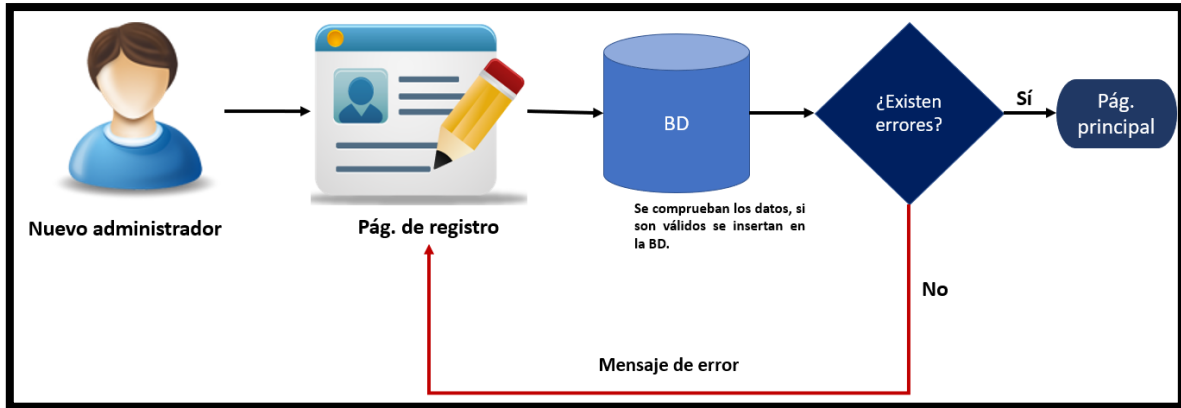 Nuevo administrador
Pág. de registro
BD
Se comprueban los datos, si
son válidos se insertan en
la BD.
¿Existen
errores?
Sí
Pág.
principal
No
Mensaje de error